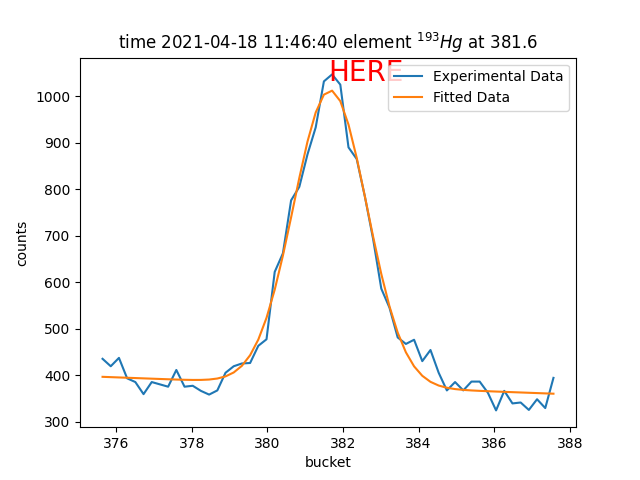 time 2021-04-18 11:46:40 element ¹⁹³Hg at 381.6
HERE
Experimental Data
Fitted Data
counts
1000
900
800
700
600
500
400
300
376 378 380 382 384 386 388
bucket